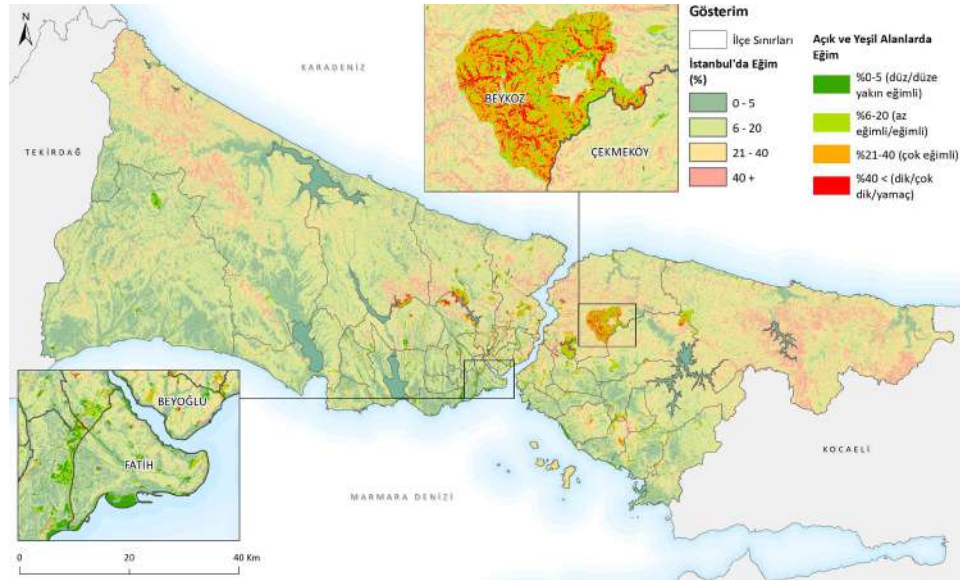 N
KARADENİZ
TEKİRDAĞ
BEYKOZ
ÇEKMEKÖY
Gösterim
İlçe Sınırları
İstanbul'da Eğim
(%)
0 - 5
6 - 20
21 - 40
40 +
Açık ve Yeşil Alanlarda
Eğim
%0-5 (düz/düze
yakın eğimli)
%6-20 (az
eğimli/eğimli)
%21-40 (çok eğimli)
%40 < (dik/çok
dik/yamaç)
BEYOĞLU
FATİH
MARMARA DENİZİ
KOCAELİ
0 20 40 Km